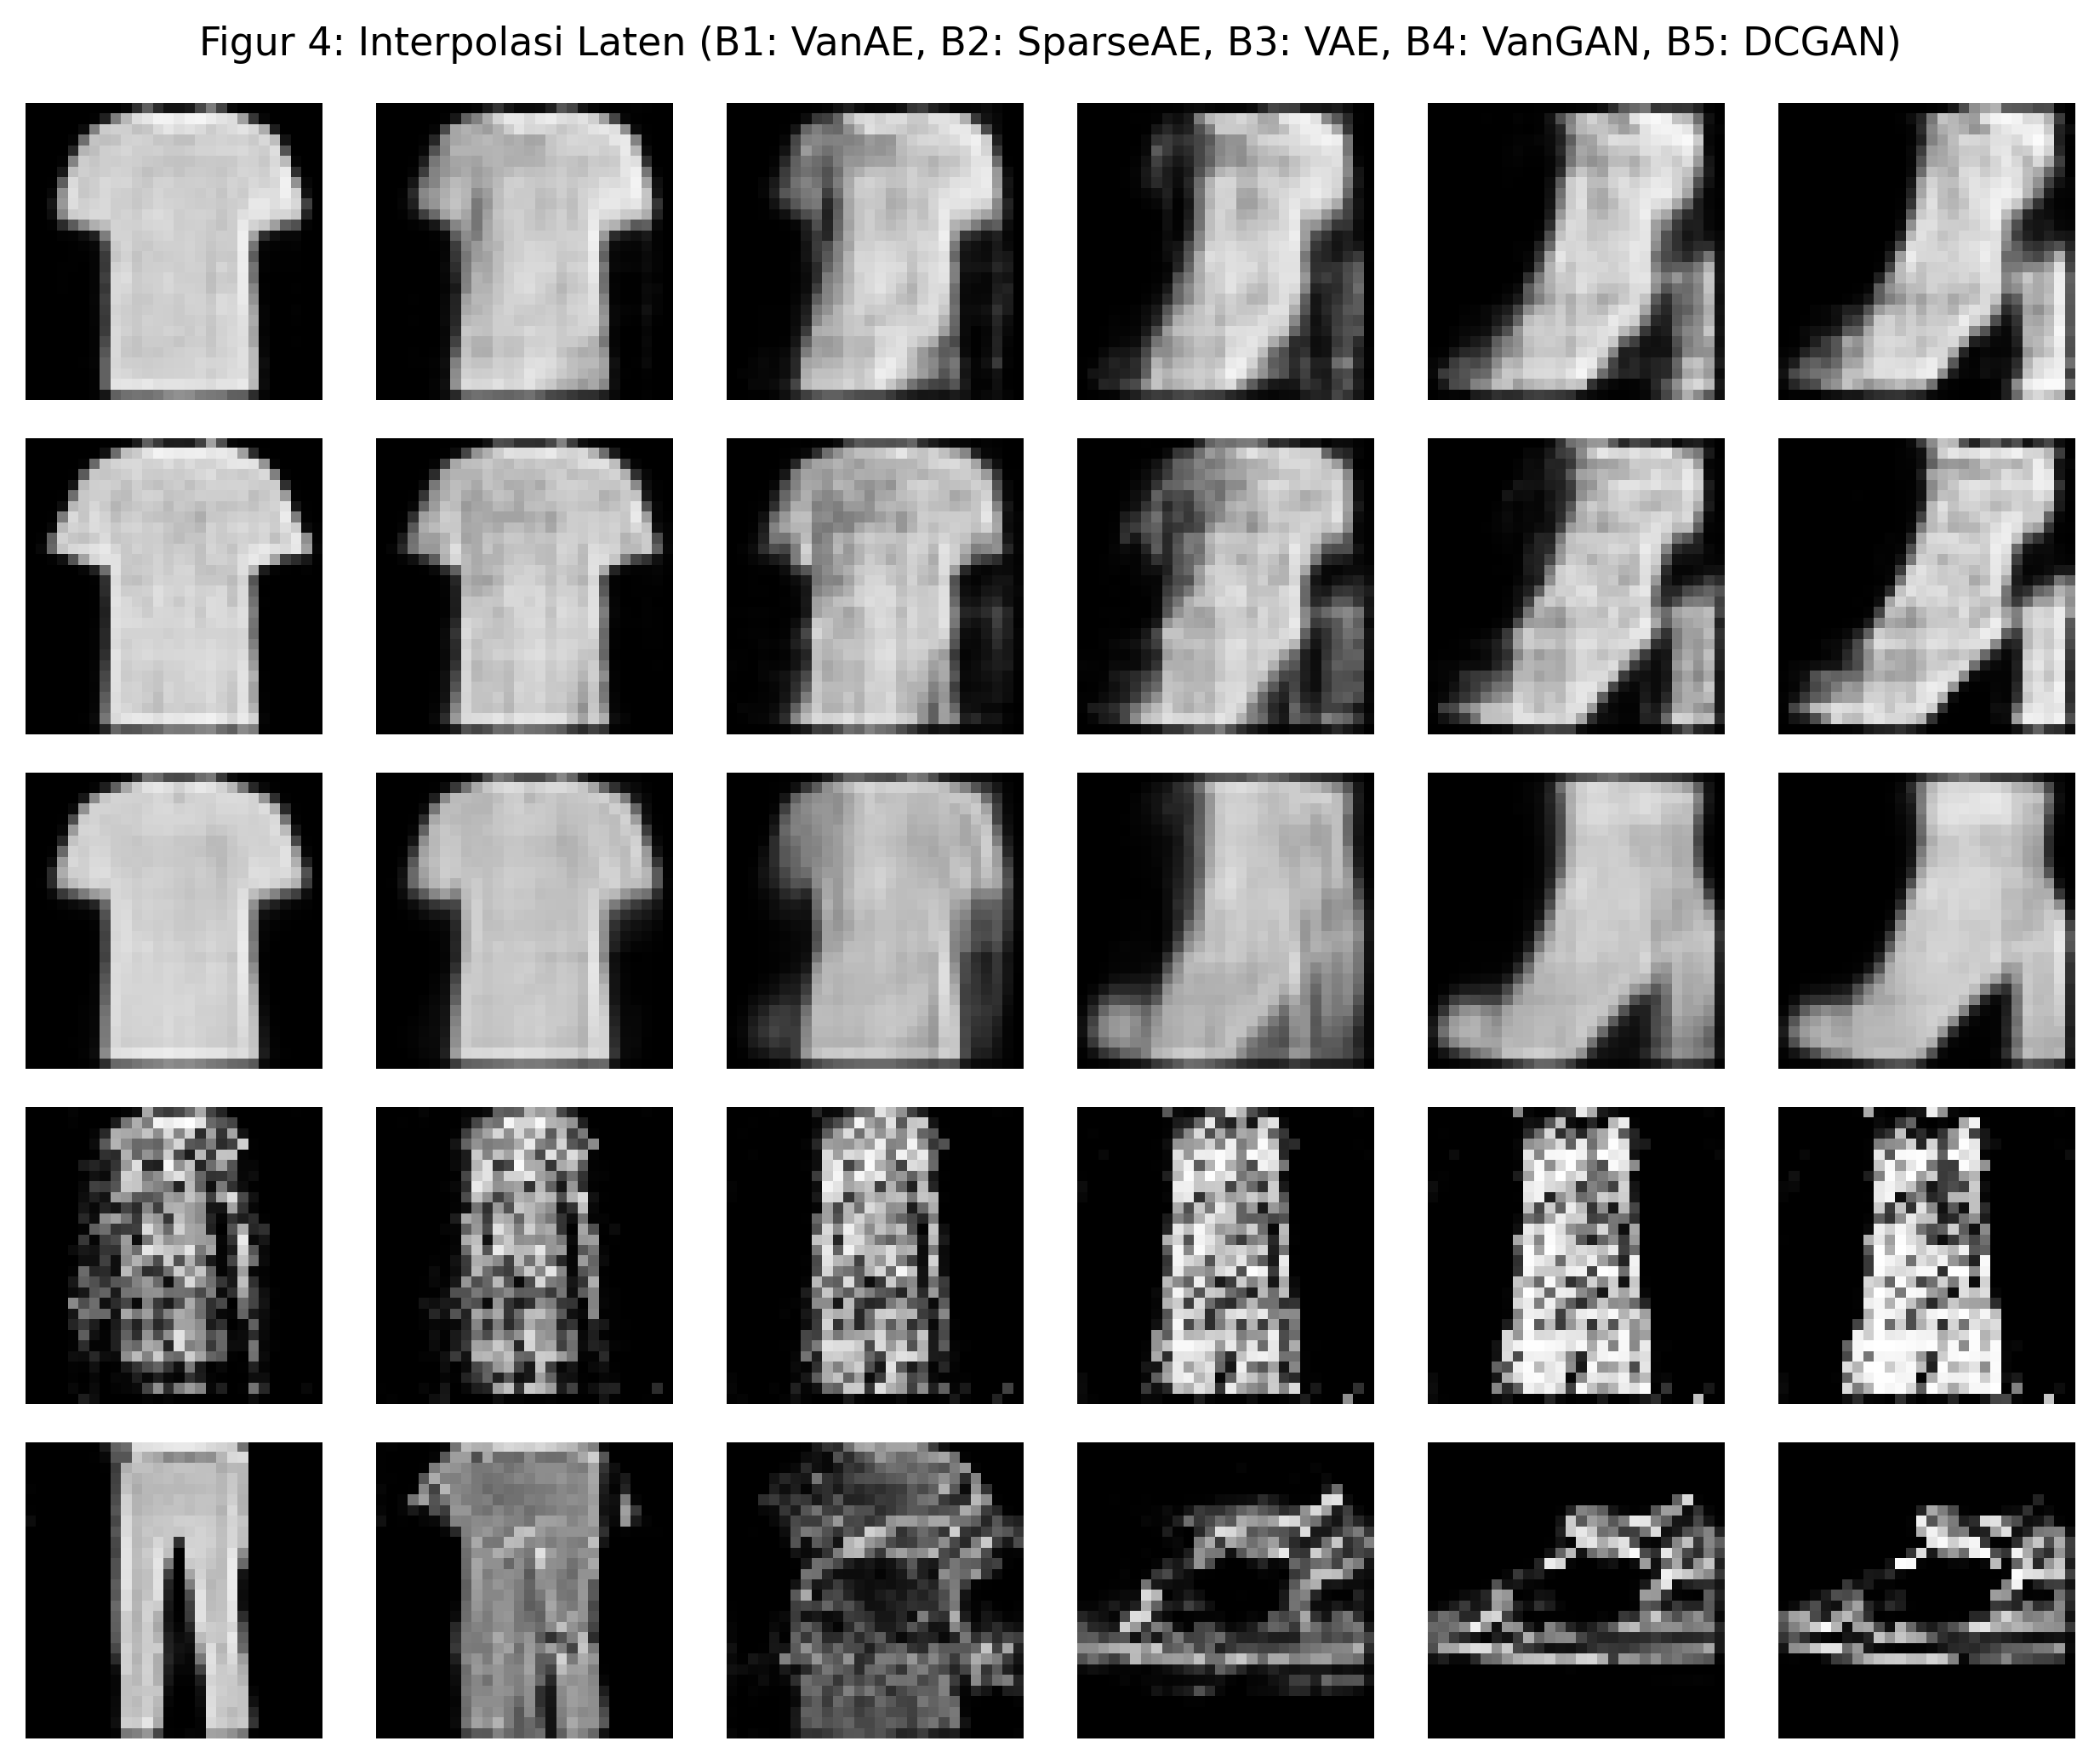 Figur 4: Interpolasi Laten (B1: VanAE, B2: SparseAE, B3: VAE, B4: VanGAN, B5: DCGAN)